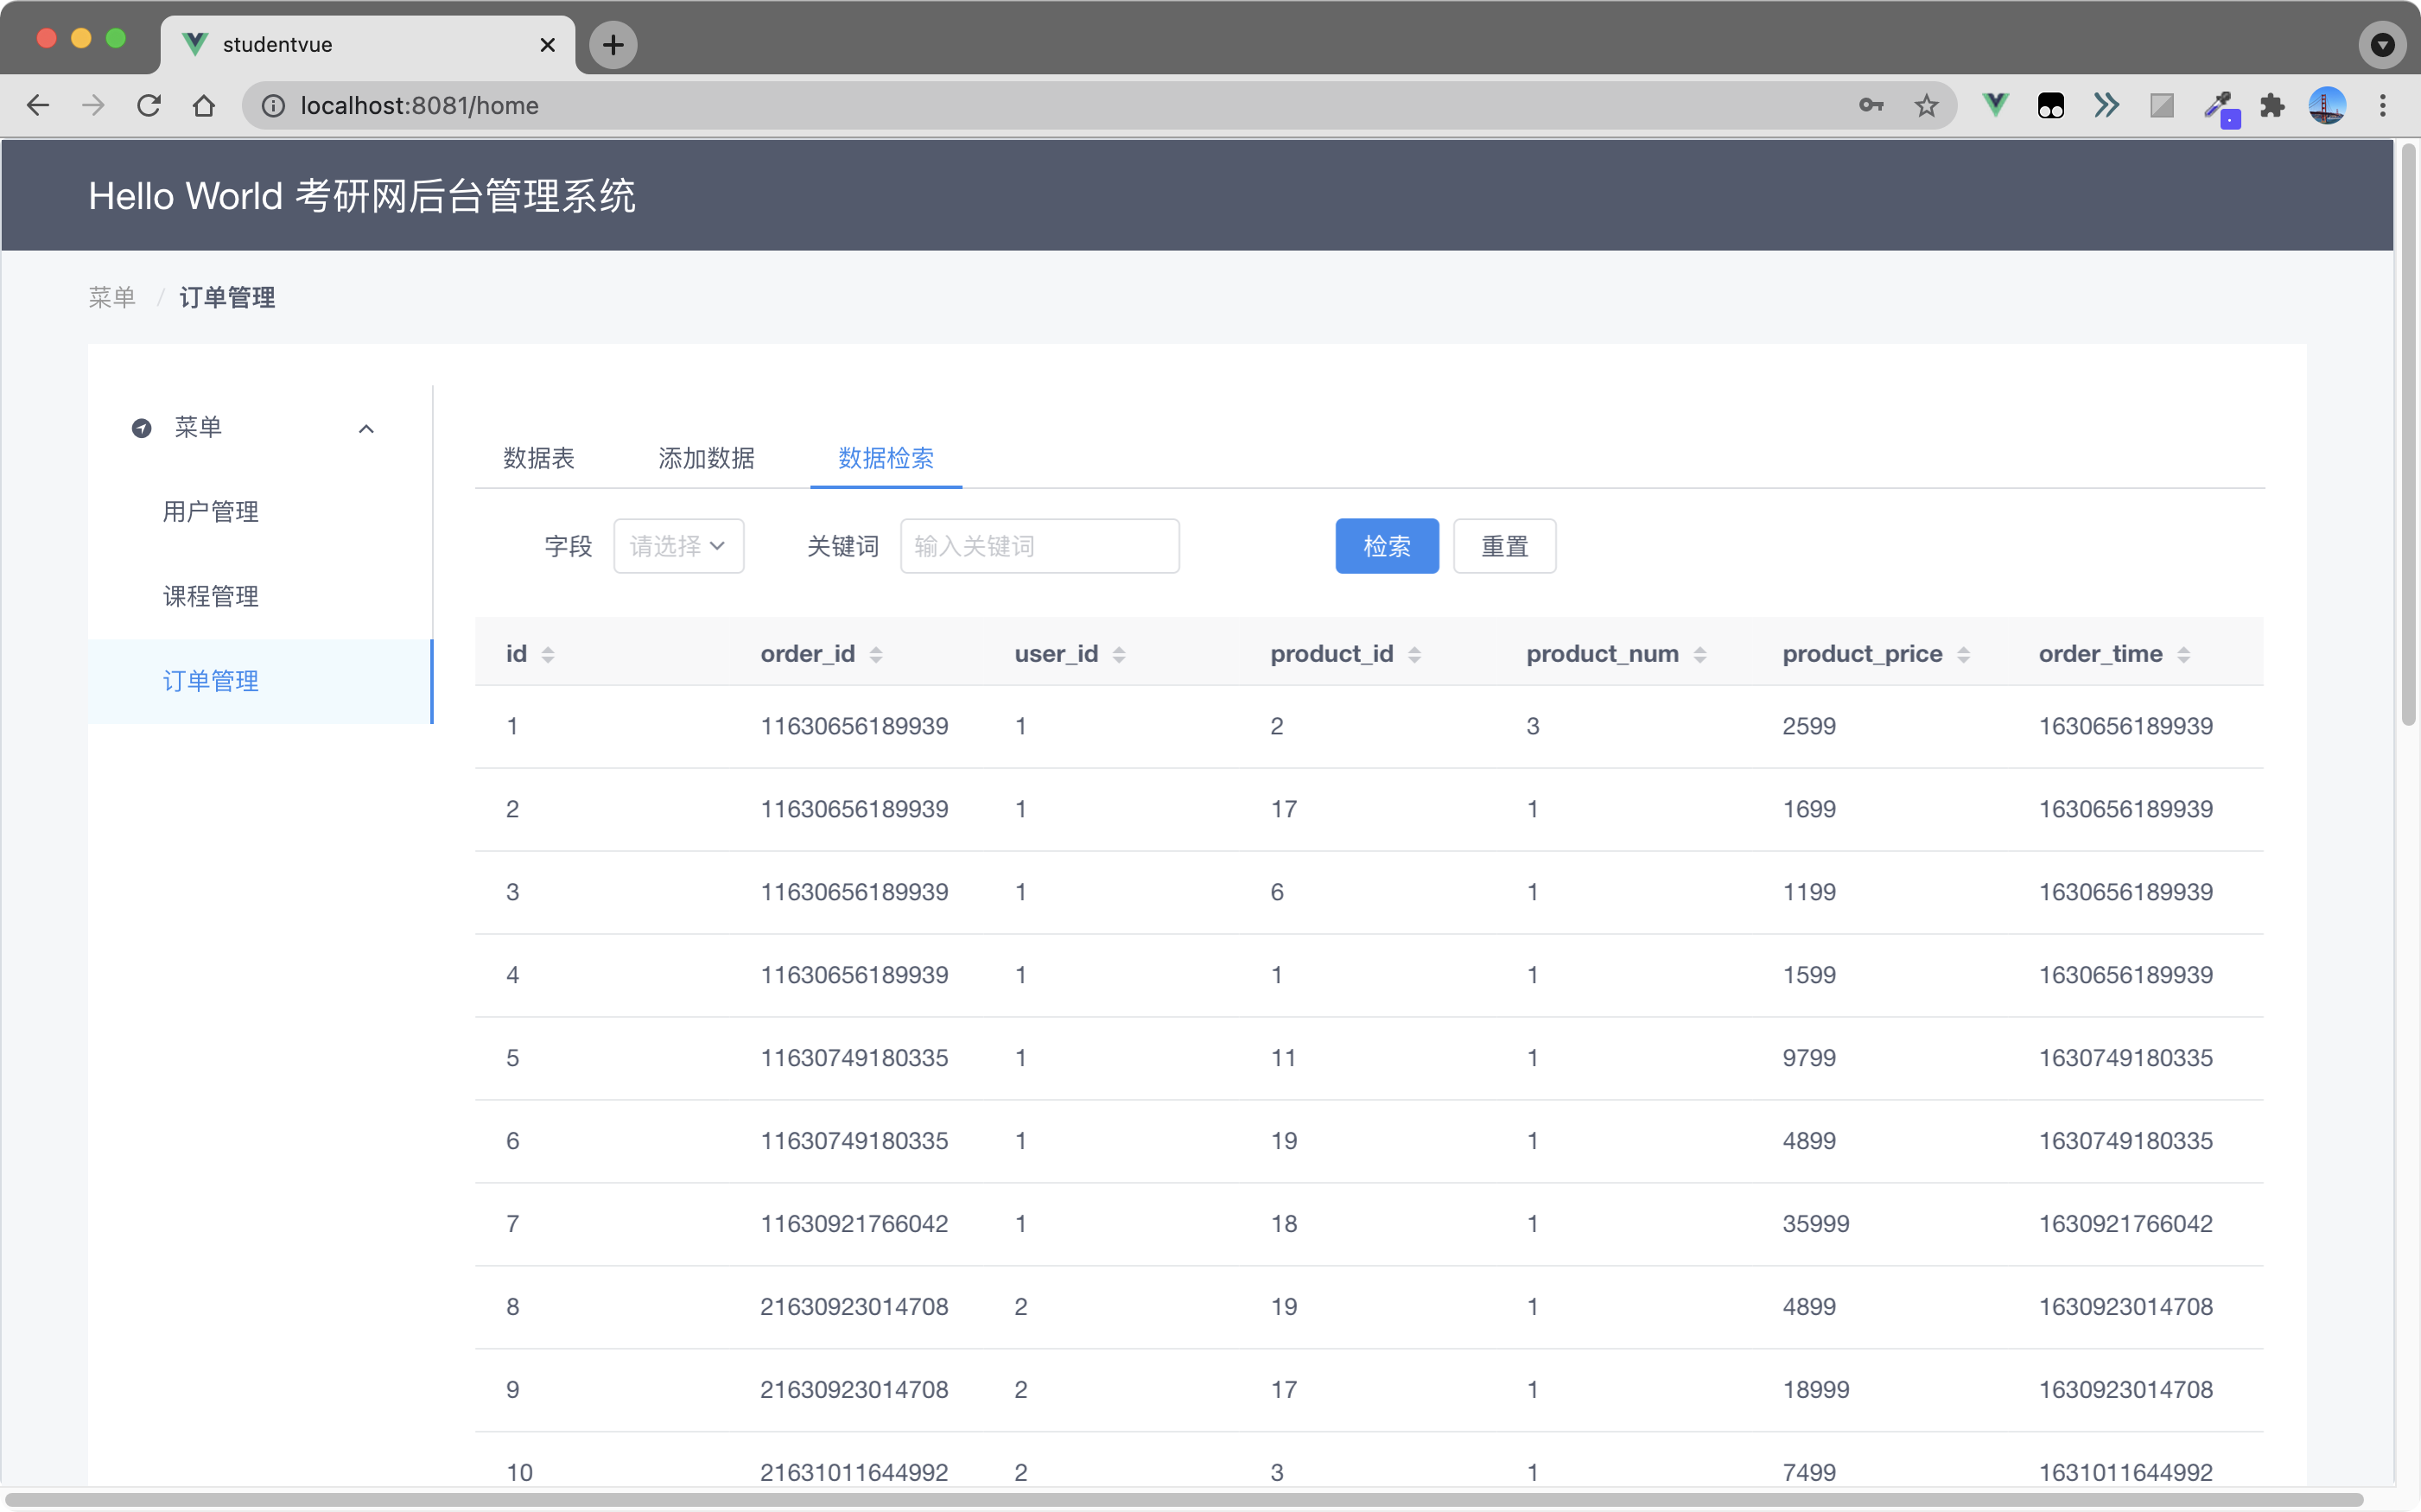 studentvue
localhost:8081/home
Hello World 考研网后台管理系统
菜单 / 订单管理
菜单
用户管理
课程管理
订单管理
数据表 添加数据 数据检索
字段 请选择 关键词 输入关键词 检索 重置
id order_id user_id product_id product_num product_price order_time
1 11630656189939 1 2 3 2599 1630656189939
2 11630656189939 1 17 1 1699 1630656189939
3 11630656189939 1 6 1 1199 1630656189939
4 11630656189939 1 1 1 1599 1630656189939
5 11630749180335 1 11 1 9799 1630749180335
6 11630749180335 1 19 1 4899 1630749180335
7 11630921766042 1 18 1 35999 1630921766042
8 21630923014708 2 19 1 4899 1630923014708
9 21630923014708 2 17 1 18999 1630923014708
10 21631011644992 2 3 1 7499 1631011644992